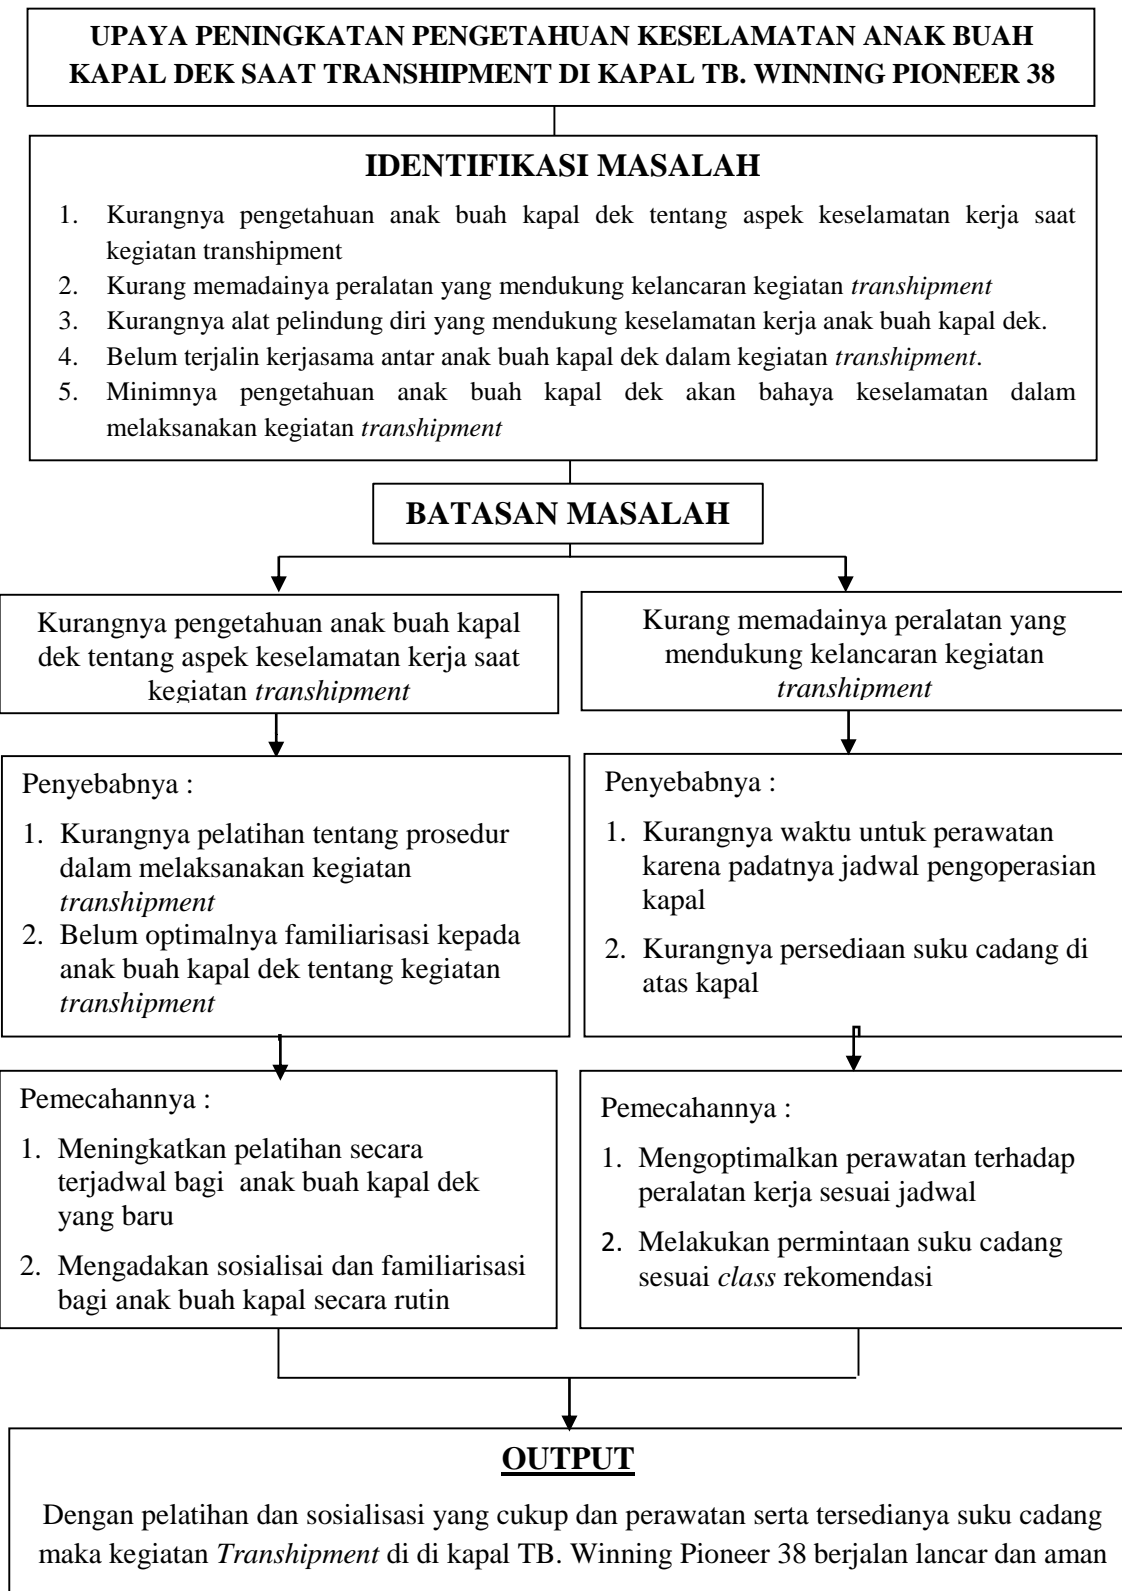 UPAYA PENINGKATAN PENGETAHUAN KESELAMATAN ANAK BUAH
KAPAL DEK SAAT TRANSHIPMENT DI KAPAL TB. WINNING PIONEER 38
IDENTIFIKASI MASALAH
1. Kurangnya pengetahuan anak buah kapal dek tentang aspek keselamatan kerja saat
kegiatan transhipment
2. Kurang memadainya peralatan yang mendukung kelancaran kegiatan transhipment
3. Kurangnya alat pelindung diri yang mendukung keselamatan kerja anak buah kapal dek.
4. Belum terjalin kerjasama antar anak buah kapal dek dalam kegiatan transhipment.
5. Minimnya pengetahuan anak buah kapal dek akan bahaya keselamatan dalam
melaksanakan kegiatan transhipment
BATASAN MASALAH
Kurangnya pengetahuan anak buah kapal
dek tentang aspek keselamatan kerja saat
kegiatan transhipment
Kurang memadainya peralatan yang
mendukung kelancaran kegiatan
transhipment
Penyebabnya :
1. Kurangnya pelatihan tentang prosedur
dalam melaksanakan kegiatan
transhipment
2. Belum optimalnya familiarisasi kepada
anak buah kapal dek tentang kegiatan
transhipment
Penyebabnya :
1. Kurangnya waktu untuk perawatan
karena padatnya jadwal pengoperasian
kapal
2. Kurangnya persediaan suku cadang di
atas kapal
Pemecahannya :
1. Meningkatkan pelatihan secara
terjadwal bagi anak buah kapal dek
yang baru
2. Mengadakan sosialisai dan familiarisasi
bagi anak buah kapal secara rutin
Pemecahannya :
1. Mengoptimalkan perawatan terhadap
peralatan kerja sesuai jadwal
2. Melakukan permintaan suku cadang
sesuai class rekomendasi
OUTPUT
Dengan pelatihan dan sosialisasi yang cukup dan perawatan serta tersedianya suku cadang
maka kegiatan Transhipment di di kapal TB. Winning Pioneer 38 berjalan lancar dan aman